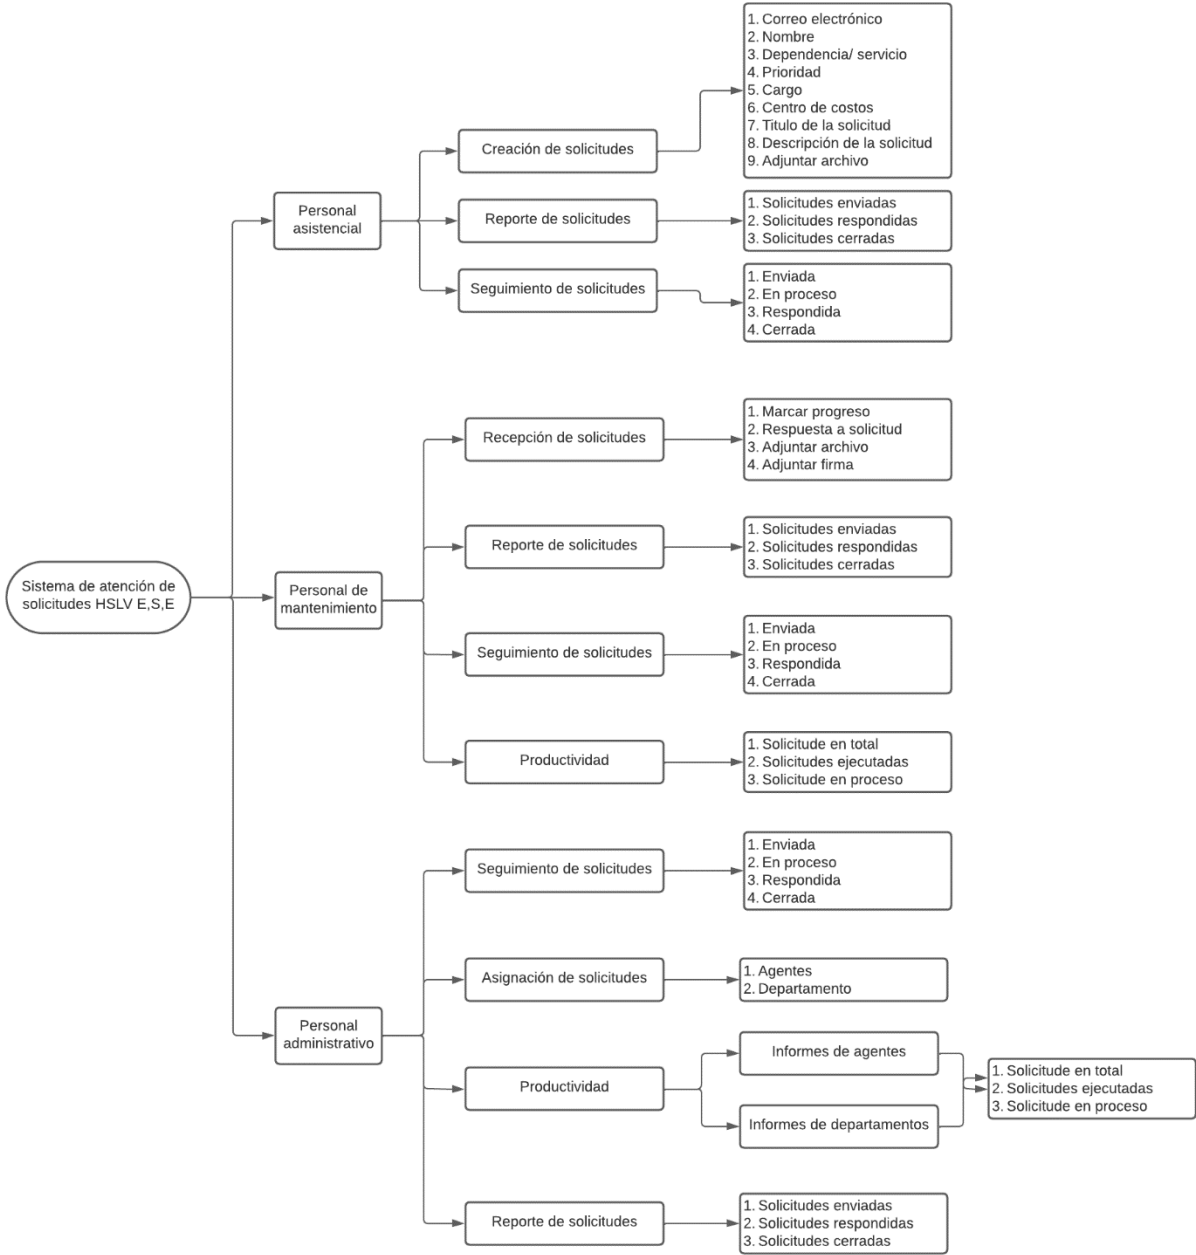 Sistema de atención de
solicitudes HSLV E,S,E
Personal
asistencial
Creación de solicitudes
1. Correo electrónico
2. Nombre
3. Dependencia/ servicio
4. Prioridad
5. Cargo
6. Centro de costos
7. Titulo de la solicitud
8. Descripción de la solicitud
9. Adjuntar archivo
Reporte de solicitudes
1. Solicitudes enviadas
2. Solicitudes respondidas
3. Solicitudes cerradas
Seguimiento de solicitudes
1. Enviada
2. En proceso
3. Respondida
4. Cerrada
Personal de
mantenimiento
Recepción de solicitudes
1. Marcar progreso
2. Respuesta a solicitud
3. Adjuntar archivo
4. Adjuntar firma
Reporte de solicitudes
1. Solicitudes enviadas
2. Solicitudes respondidas
3. Solicitudes cerradas
Seguimiento de solicitudes
1. Enviada
2. En proceso
3. Respondida
4. Cerrada
Productividad
1. Solicitude en total
2. Solicitudes ejecutadas
3. Solicitude en proceso
Personal
administrativo
Seguimiento de solicitudes
1. Enviada
2. En proceso
3. Respondida
4. Cerrada
Asignación de solicitudes
1. Agentes
2. Departamento
Productividad
Informes de agentes
Informes de departamentos
1. Solicitude en total
2. Solicitudes ejecutadas
3. Solicitude en proceso
Reporte de solicitudes
1. Solicitudes enviadas
2. Solicitudes respondidas
3. Solicitudes cerradas